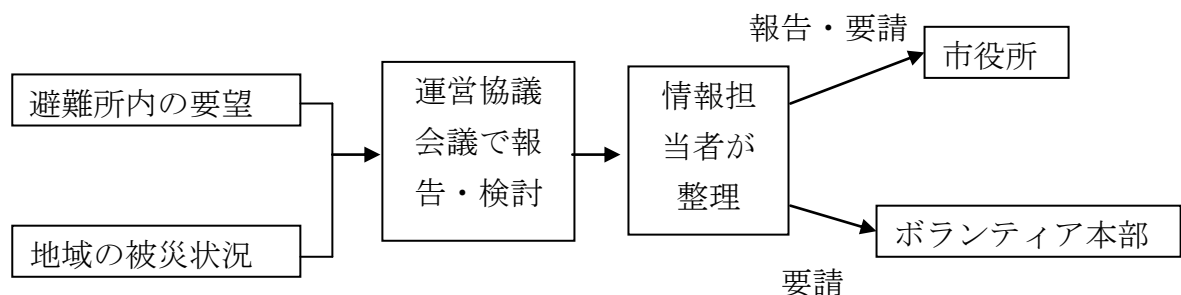 報告・要請
市役所
避難所内の要望
運営協議
会議で報
告・検討
情報担
当者が
整理
地域の被災状況
ボランティア本部
要請